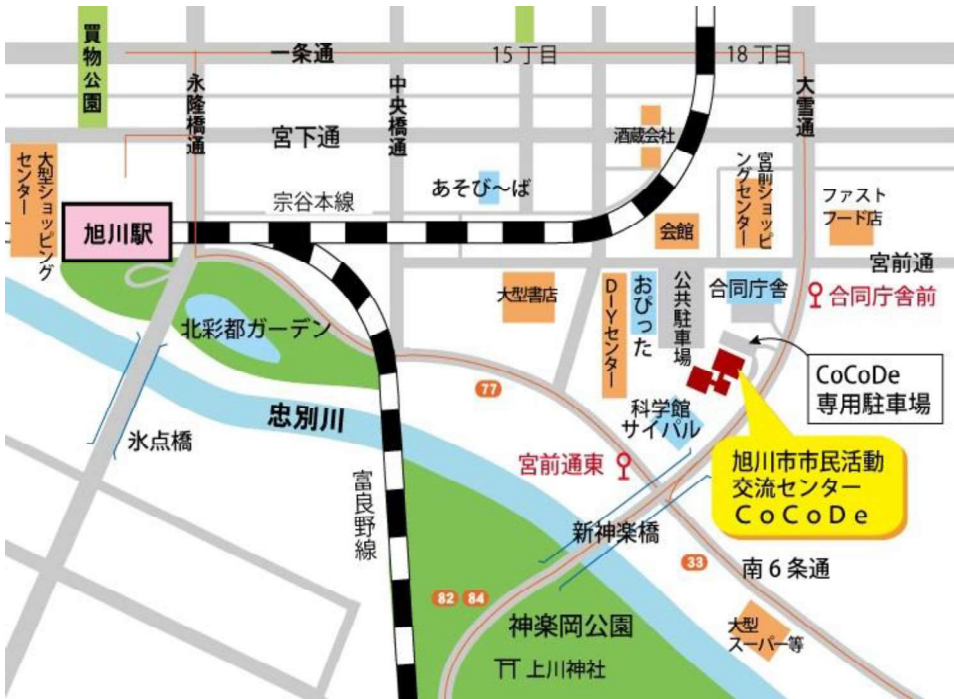 買物公園
一条通
15丁目
18丁目
永隆橋通
中央橋通
大雪通
宮下通
酒蔵会社
大型ショッピング
センター
あそび～ば
宮前ショッピ
ングセンター
ファスト
フード店
宗谷本線
旭川駅
会館
宮前通
大型書店
DIYセンター
おぴった
公共駐車場
合同庁舎
合同庁舎前
北彩都ガーデン
CoCoDe
専用駐車場
77
科学館
サイパル
忠別川
氷点橋
宮前通東
旭川市市民活動
交流センター
CoCoDe
富良野線
新神楽橋
33
南6条通
82
84
神楽岡公園
大型
スーパー等
上川神社